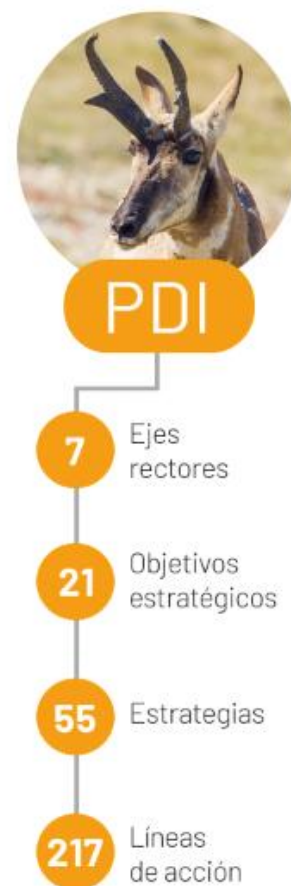 PDI
7
Ejes
rectores
21
Objetivos
estratégicos
55
Estrategias
217
Líneas
de acción